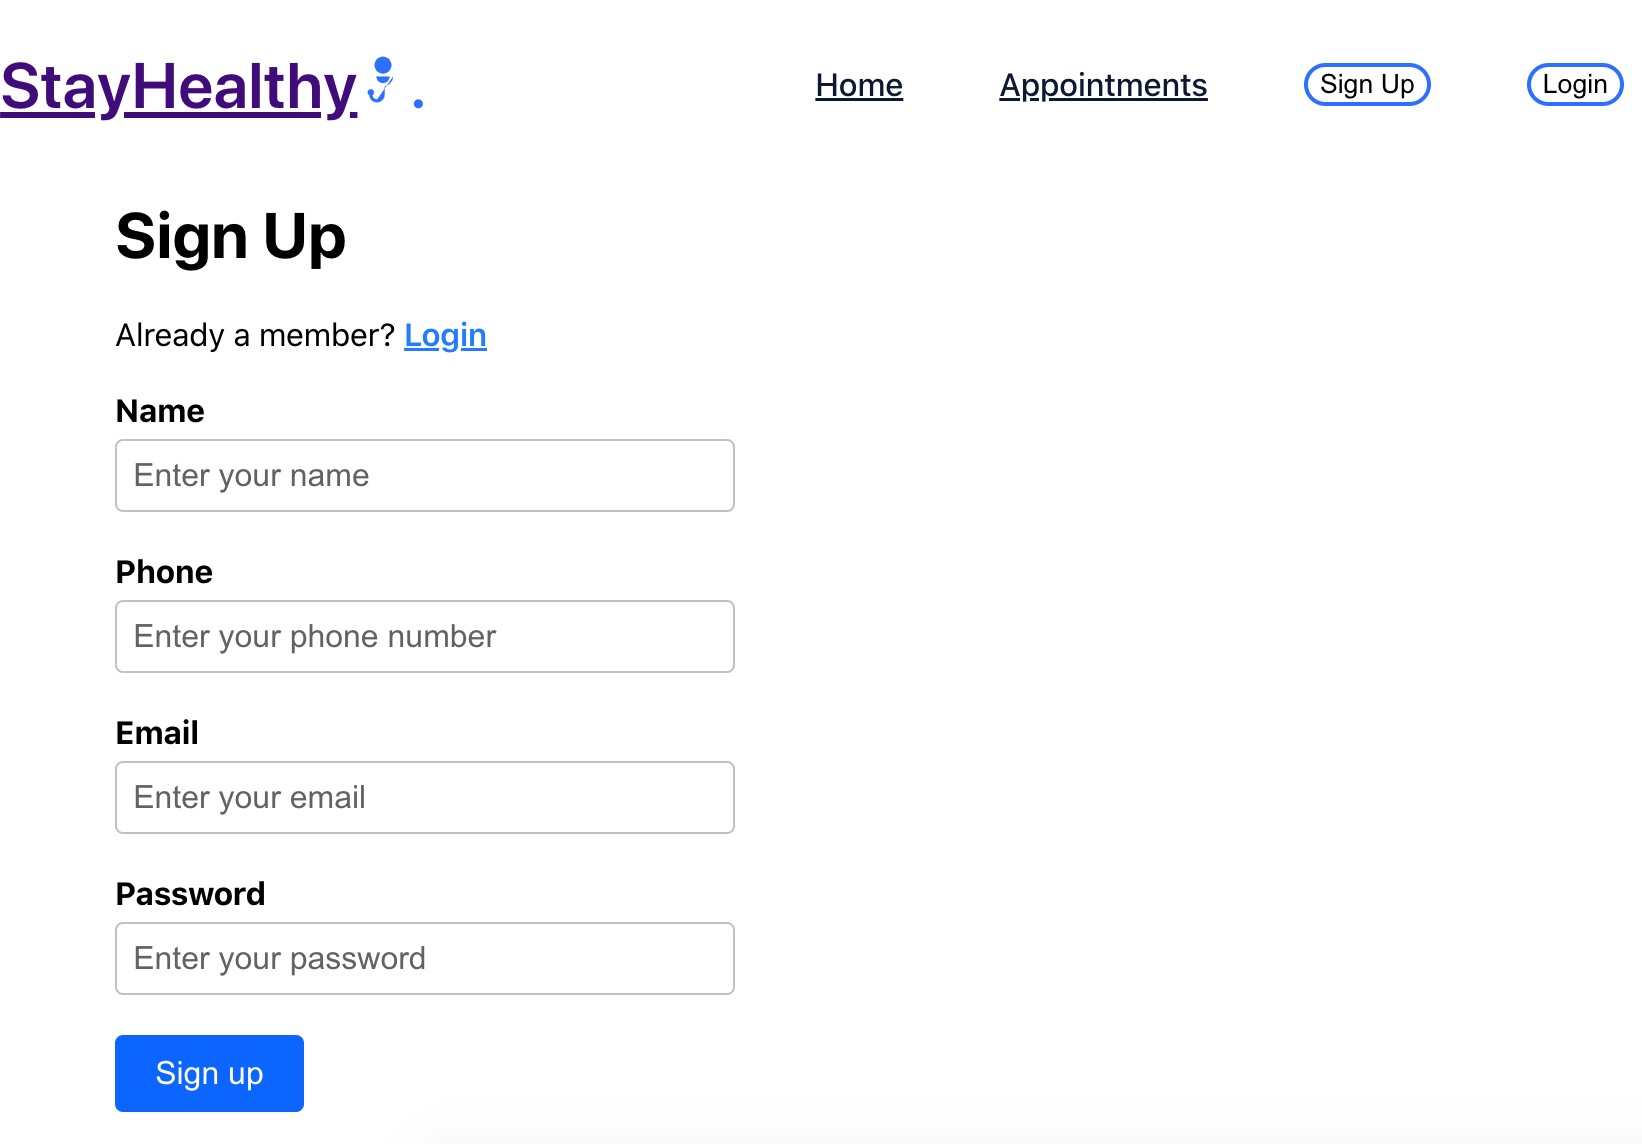 StayHealthy .
Home Appointments Sign Up Login
Sign Up
Already a member? Login
Name
Enter your name
Phone
Enter your phone number
Email
Enter your email
Password
Enter your password
Sign up